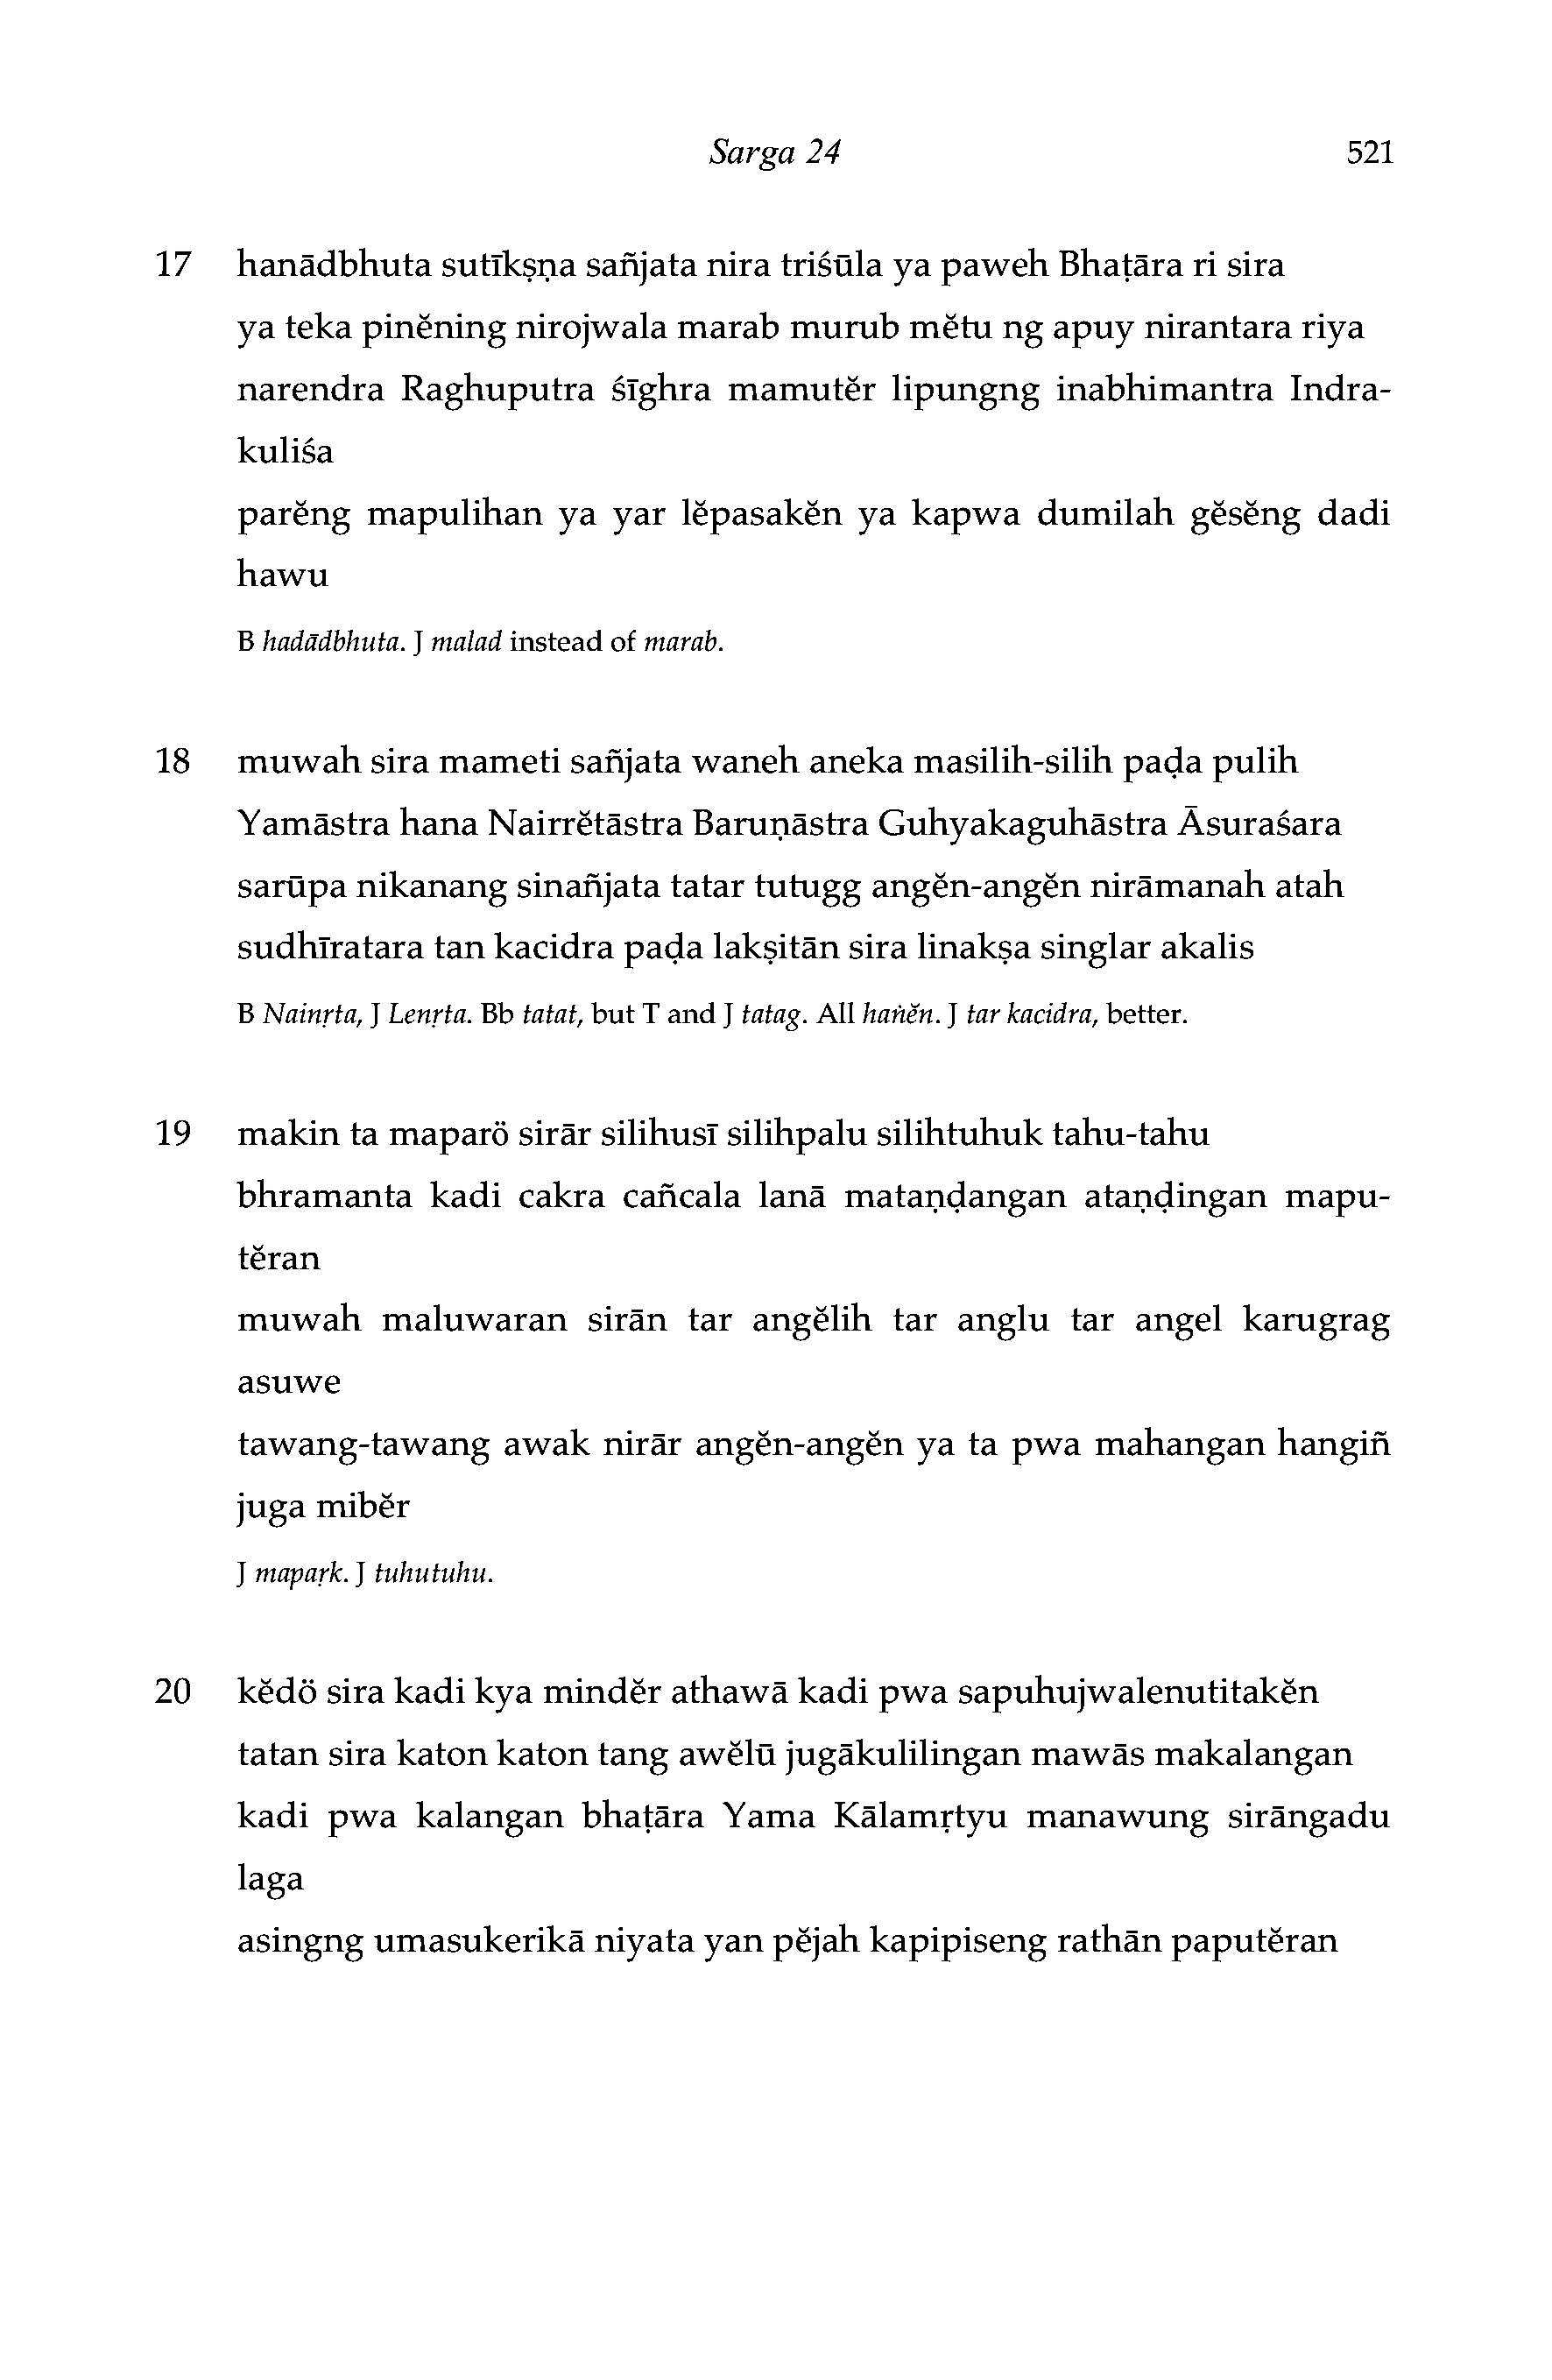 Sarga 24 521
17 hanādbhuta sutīkṣṇa sañjata nira triśūla ya paweh Bhaṭāra ri sira
ya teka pinĕning nirojwala marab murub mĕtu ng apuy nirantara riya
narendra Raghuputra śīghra mamutĕr lipungng inabhimantra Indra-
kuliśa
parĕng mapulihan ya yar lĕpasakĕn ya kapwa dumilah gĕsĕng dadi
hawu
B hadādbhuta. J malad instead of marab.
18 muwah sira mameti sañjata waneh aneka masilih-silih paḍa pulih
Yamāstra hana Nairrĕtāstra Baruṇāstra Guhyakaguhāstra Āsuraśara
sarūpa nikanang sinañjata tatar tutugg angĕn-angĕn nirāmanah atah
sudhīratara tan kacidra paḍa lakṣitān sira linakṣa singlar akalis
B Nainṛta, J Lenṛta. Bb tatat, but T and J tatag. All haṅĕn. J tar kacidra, better.
19 makin ta maparö sirār silihusī silihpalu silihtuhuk tahu-tahu
bhramanta kadi cakra cañcala lanā mataṇḍangan ataṇḍingan mapu-
tĕran
muwah maluwaran sirān tar angĕlih tar anglu tar angel karugrag
asuwe
tawang-tawang awak nirār angĕn-angĕn ya ta pwa mahangan hangiñ
juga mibĕr
J mapaṛk. J tuhutuhu.
20 kĕdö sira kadi kya mindĕr athawā kadi pwa sapuhujwalenutitakĕn
tatan sira katon katon tang awĕlū jugākulilingan mawās makalangan
kadi pwa kalangan bhaṭāra Yama Kālamṛtyu manawung sirāngadu
laga
asingng umasukerikā niyata yan pĕjah kapipiseng rathān paputĕran